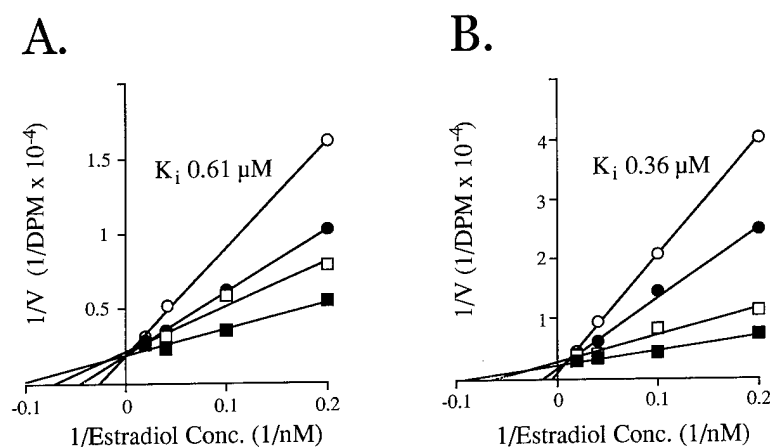 A.
1/V (1/DPM x 10-4)
1.5
1
0.5
Ki 0.61 µM
-0.1
0
0.1
0.2
1/Estradiol Conc. (1/nM)
B.
1/V (1/DPM x 10-4)
4
2
1
Ki 0.36 µM
-0.1
0
0.1
0.2
1/Estradiol Conc. (1/nM)